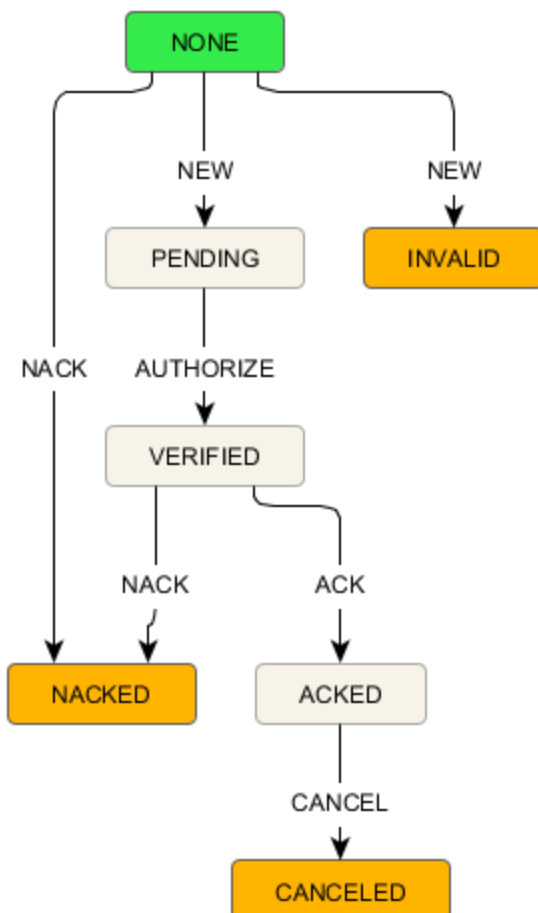 NONE
NEW
NEW
PENDING
INVALID
NACK
AUTHORIZE
VERIFIED
NACK
ACK
NACKED
ACKED
CANCEL
CANCELED